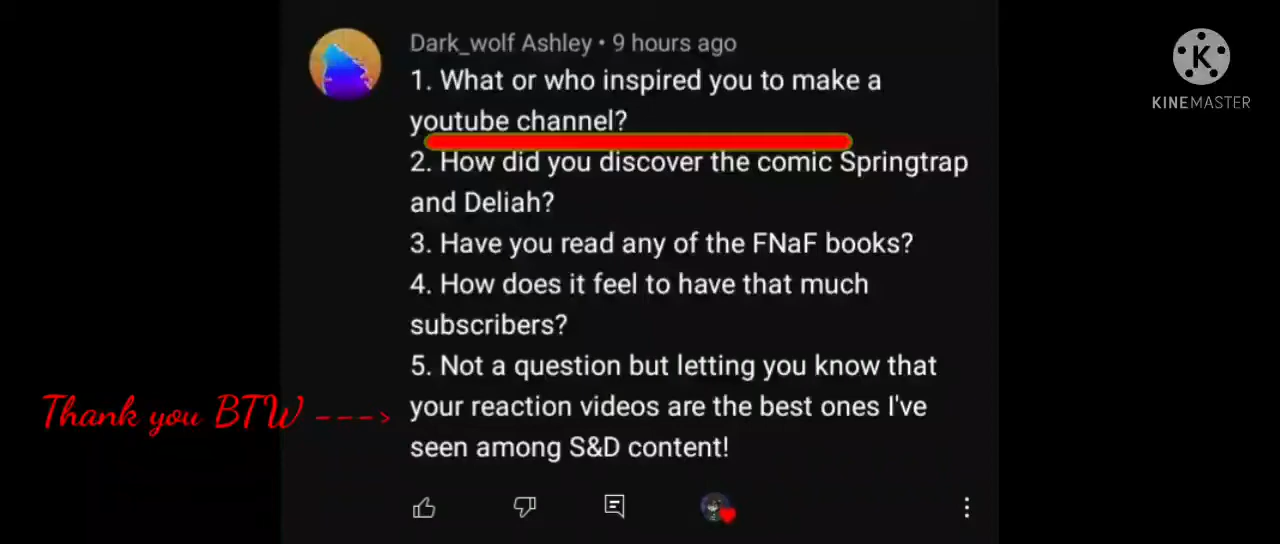 Dark_wolf Ashley • 9 hours ago
1. What or who inspired you to make a
youtube channel?
2. How did you discover the comic Springtrap
and Deliah?
3. Have you read any of the FNaF books?
4. How does it feel to have that much
subscribers?
5. Not a question but letting you know that
your reaction videos are the best ones I've
seen among S&D content!
Thank you BTW --->
K
KINEMASTER